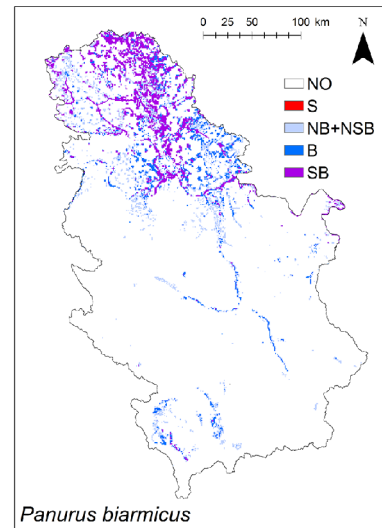 0 25 50 100 km
NO
S
NB+NSB
B
SB
Panurus biarmicus